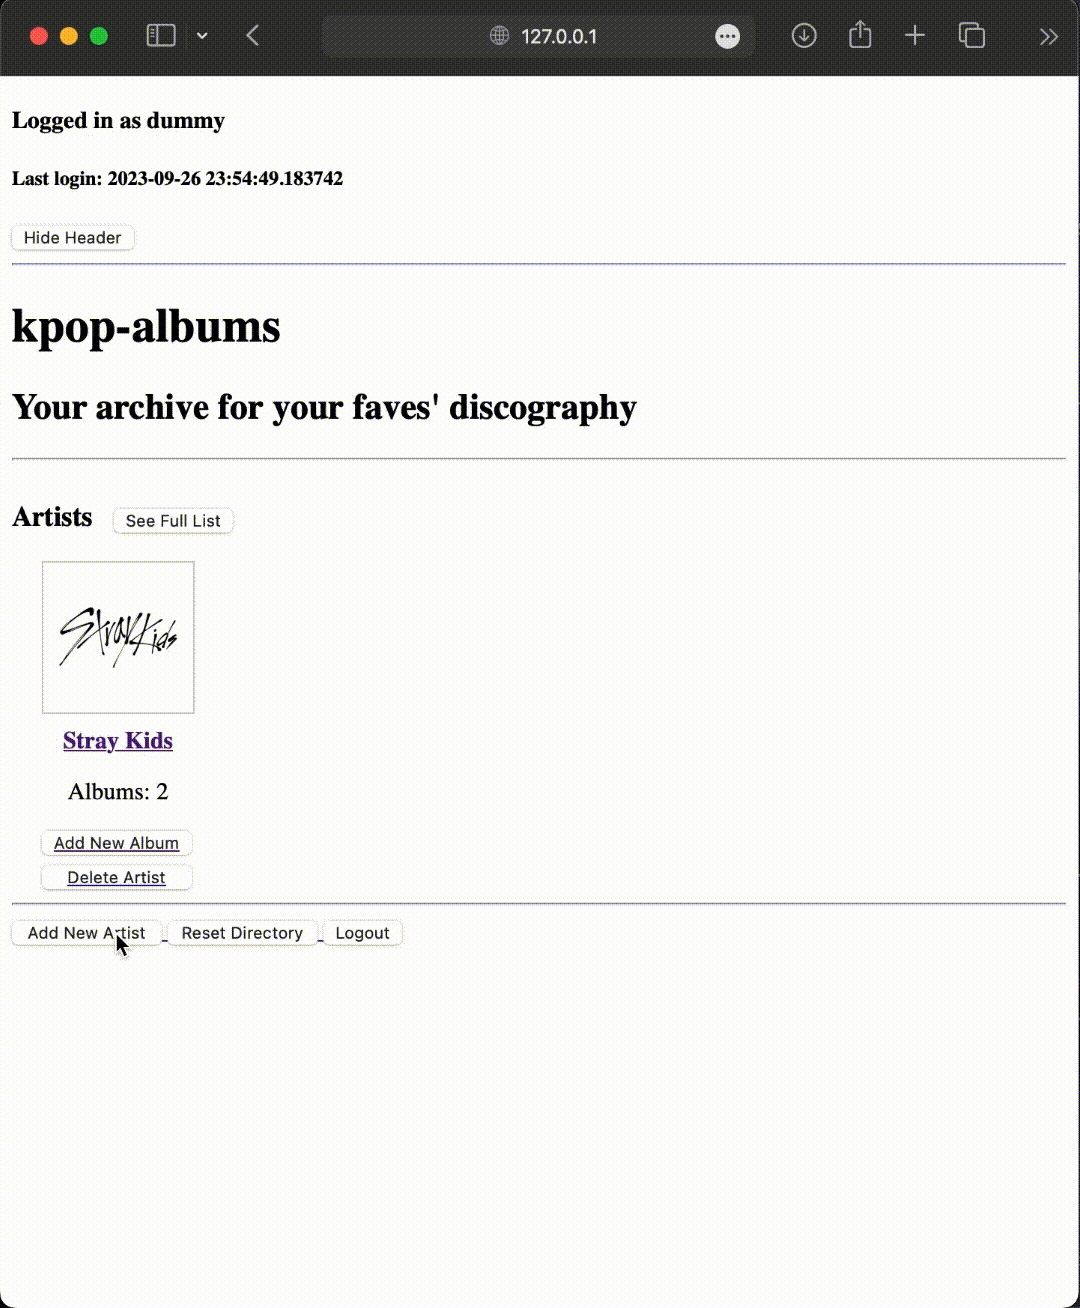 127.0.0.1
Logged in as dummy
Last login: 2023-09-26 23:54:49.183742
Hide Header
kpop-albums
Your archive for your faves' discography
Artists See Full List
StrayKids
Stray Kids
Albums: 2
Add New Album
Delete Artist
Add New Artist Reset Directory Logout